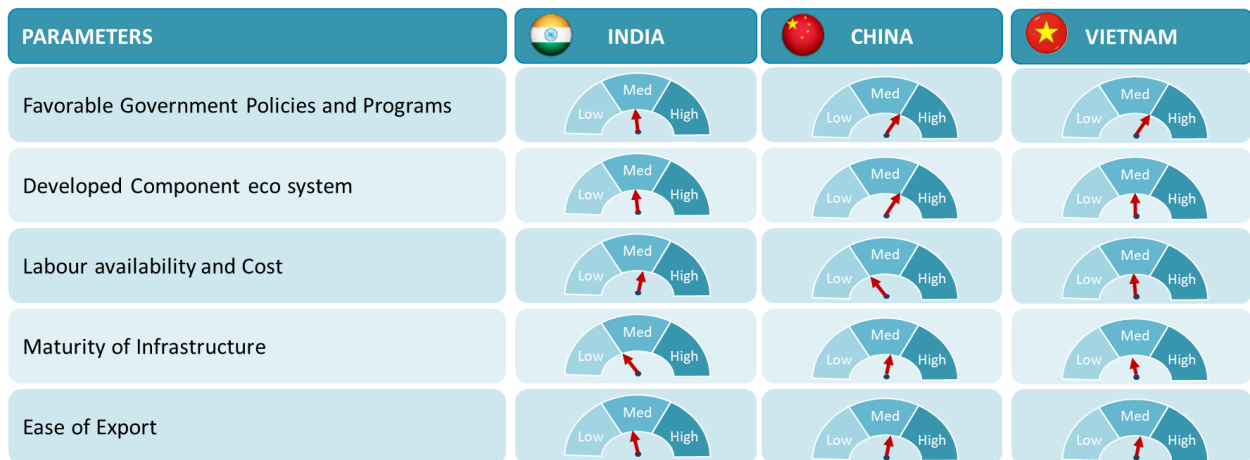 PARAMETERS INDIA CHINA VIETNAM
Favorable Government Policies and Programs Low Med High Low Med High Low Med High
Developed Component eco system Low Med High Low Med High Low Med High
Labour availability and Cost Low Med High Low Med High Low Med High
Maturity of Infrastructure Low Med High Low Med High Low Med High
Ease of Export Low Med High Low Med High Low Med High